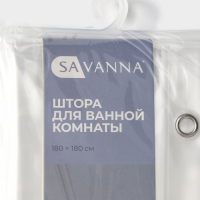 SAVANNA®
ШТОРА
ДЛЯ ВАННОЙ
КОМНАТЫ
180 × 180 см